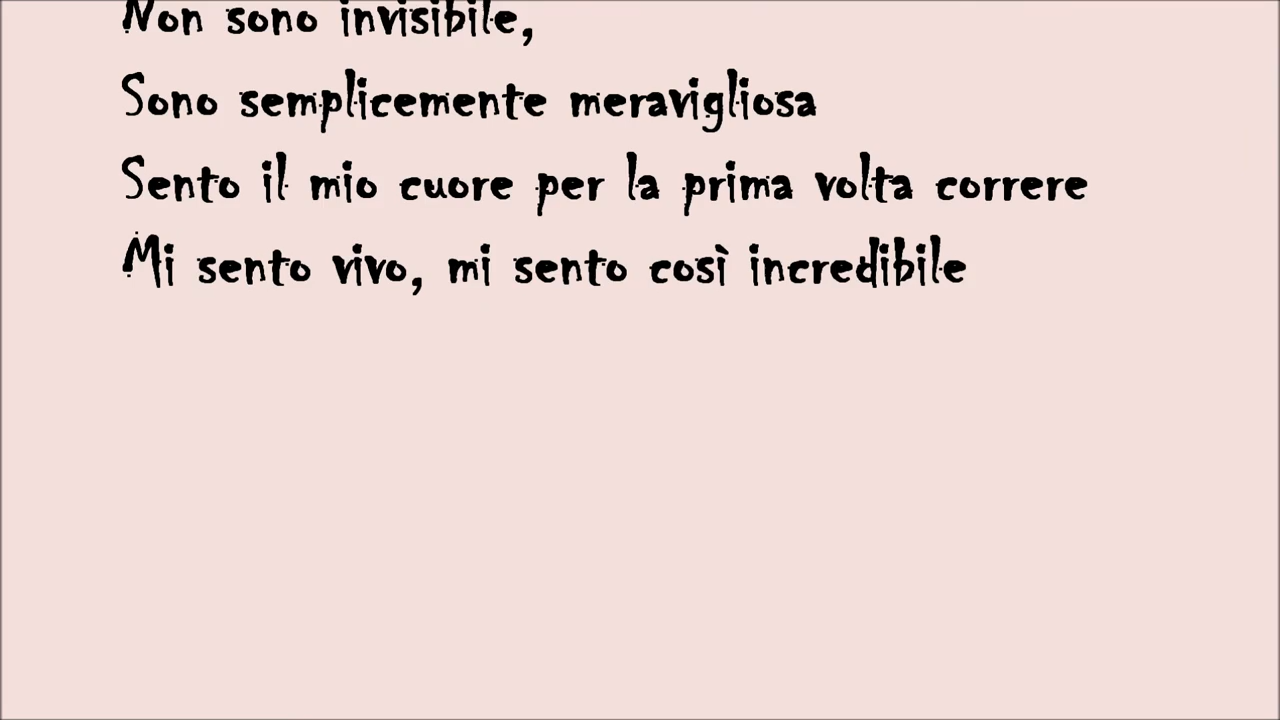 Non sono invisibile,
Sono semplicemente meravigliosa
Sento il mio cuore per la prima volta correre
Mi sento vivo, mi sento così incredibile